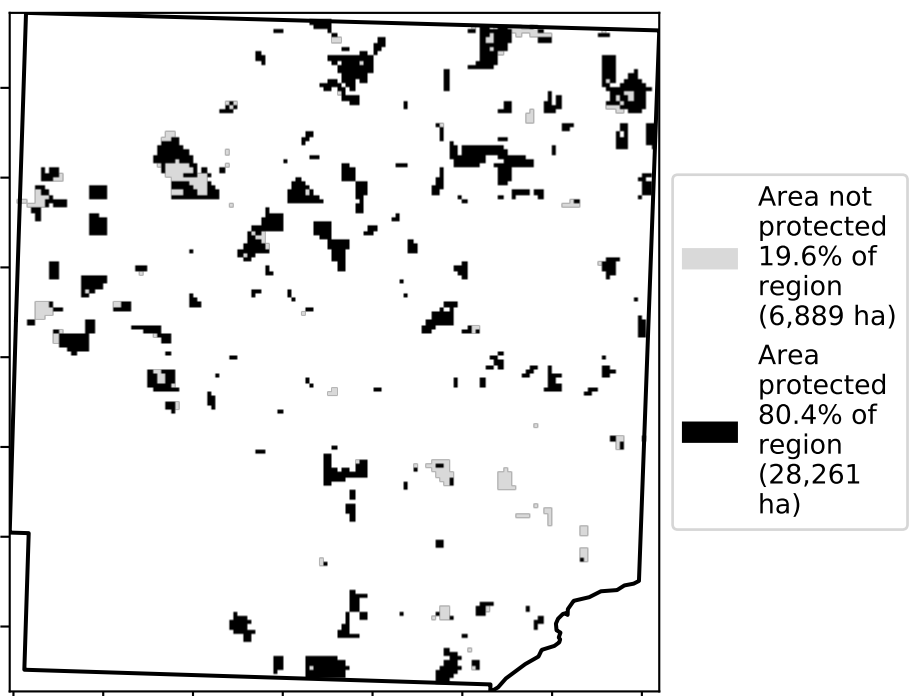 Area not
protected
19.6% of
region
(6,889 ha)
Area
protected
80.4% of
region
(28,261
ha)